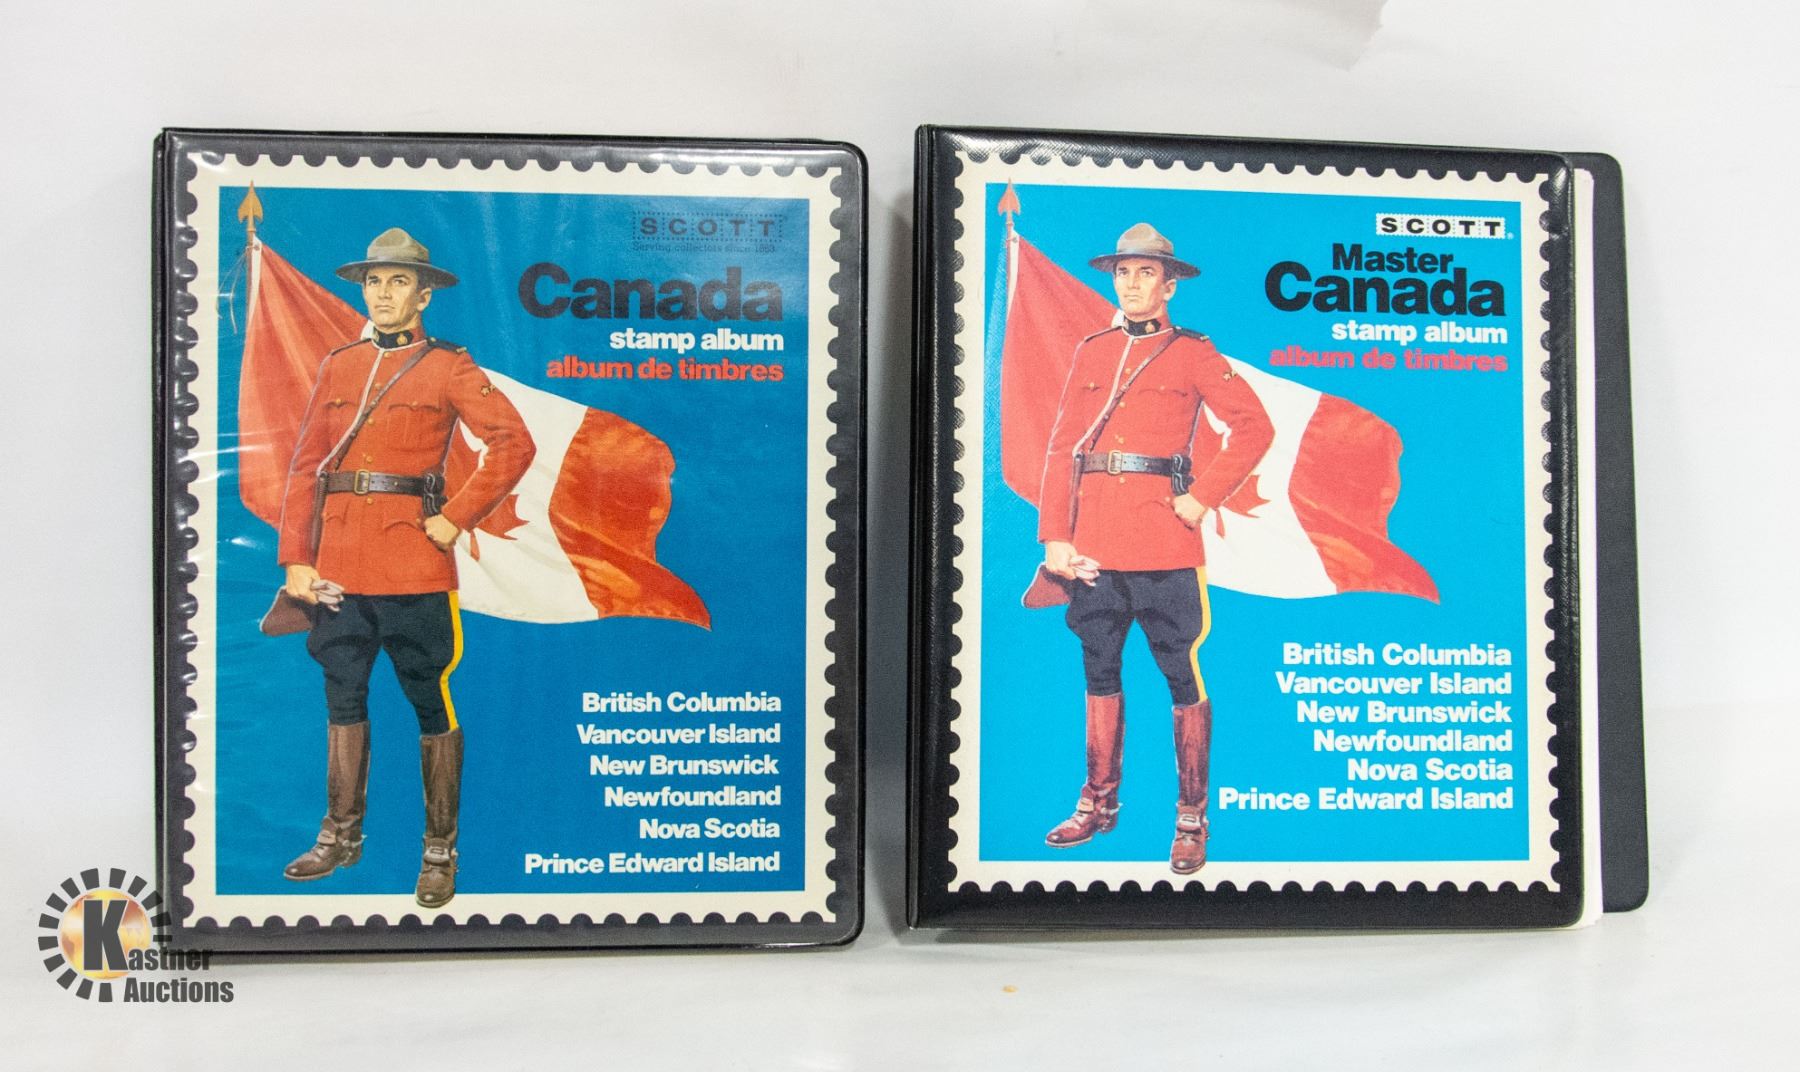 SCOTT
Serving collectors since 1863
Canada
stamp album
album de timbres
British Columbia
Vancouver Island
New Brunswick
Newfoundland
Nova Scotia
Prince Edward Island
SCOTT®
Master
Canada
stamp album
album de timbres
British Columbia
Vancouver Island
New Brunswick
Newfoundland
Nova Scotia
Prince Edward Island
Kastner
Auctions